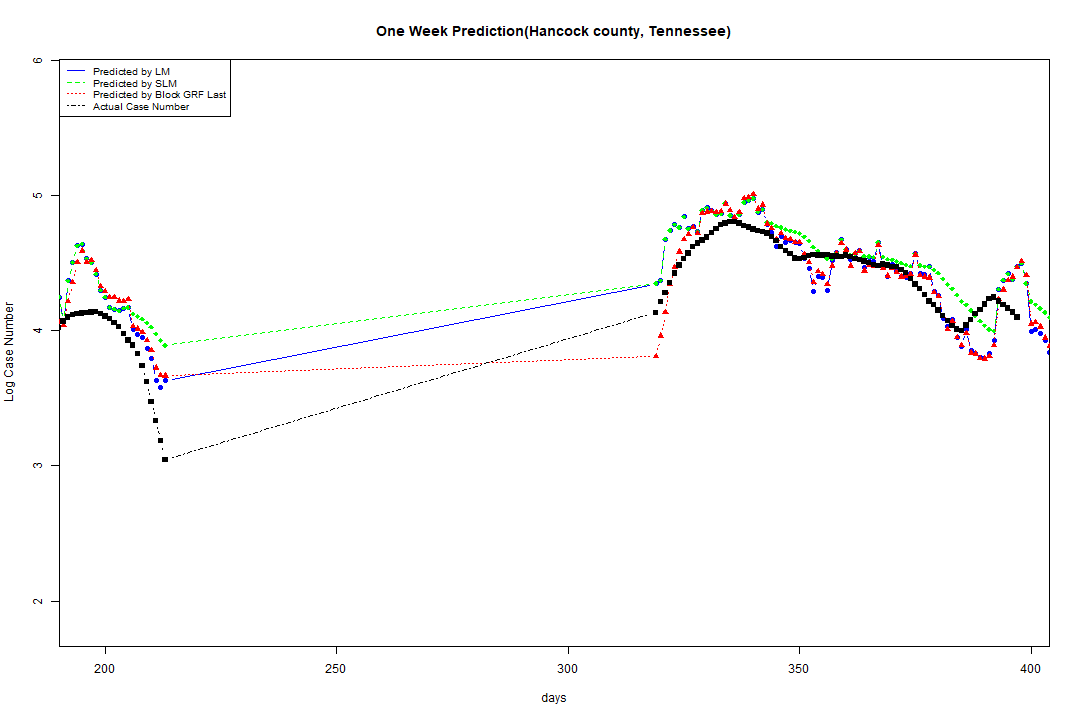 One Week Prediction(Hancock county, Tennessee)
Predicted by LM
Predicted by SLM
Predicted by Block GRF Last
Actual Case Number
Log Case Number
6
5
4
3
2
200 250 300 350 400
days